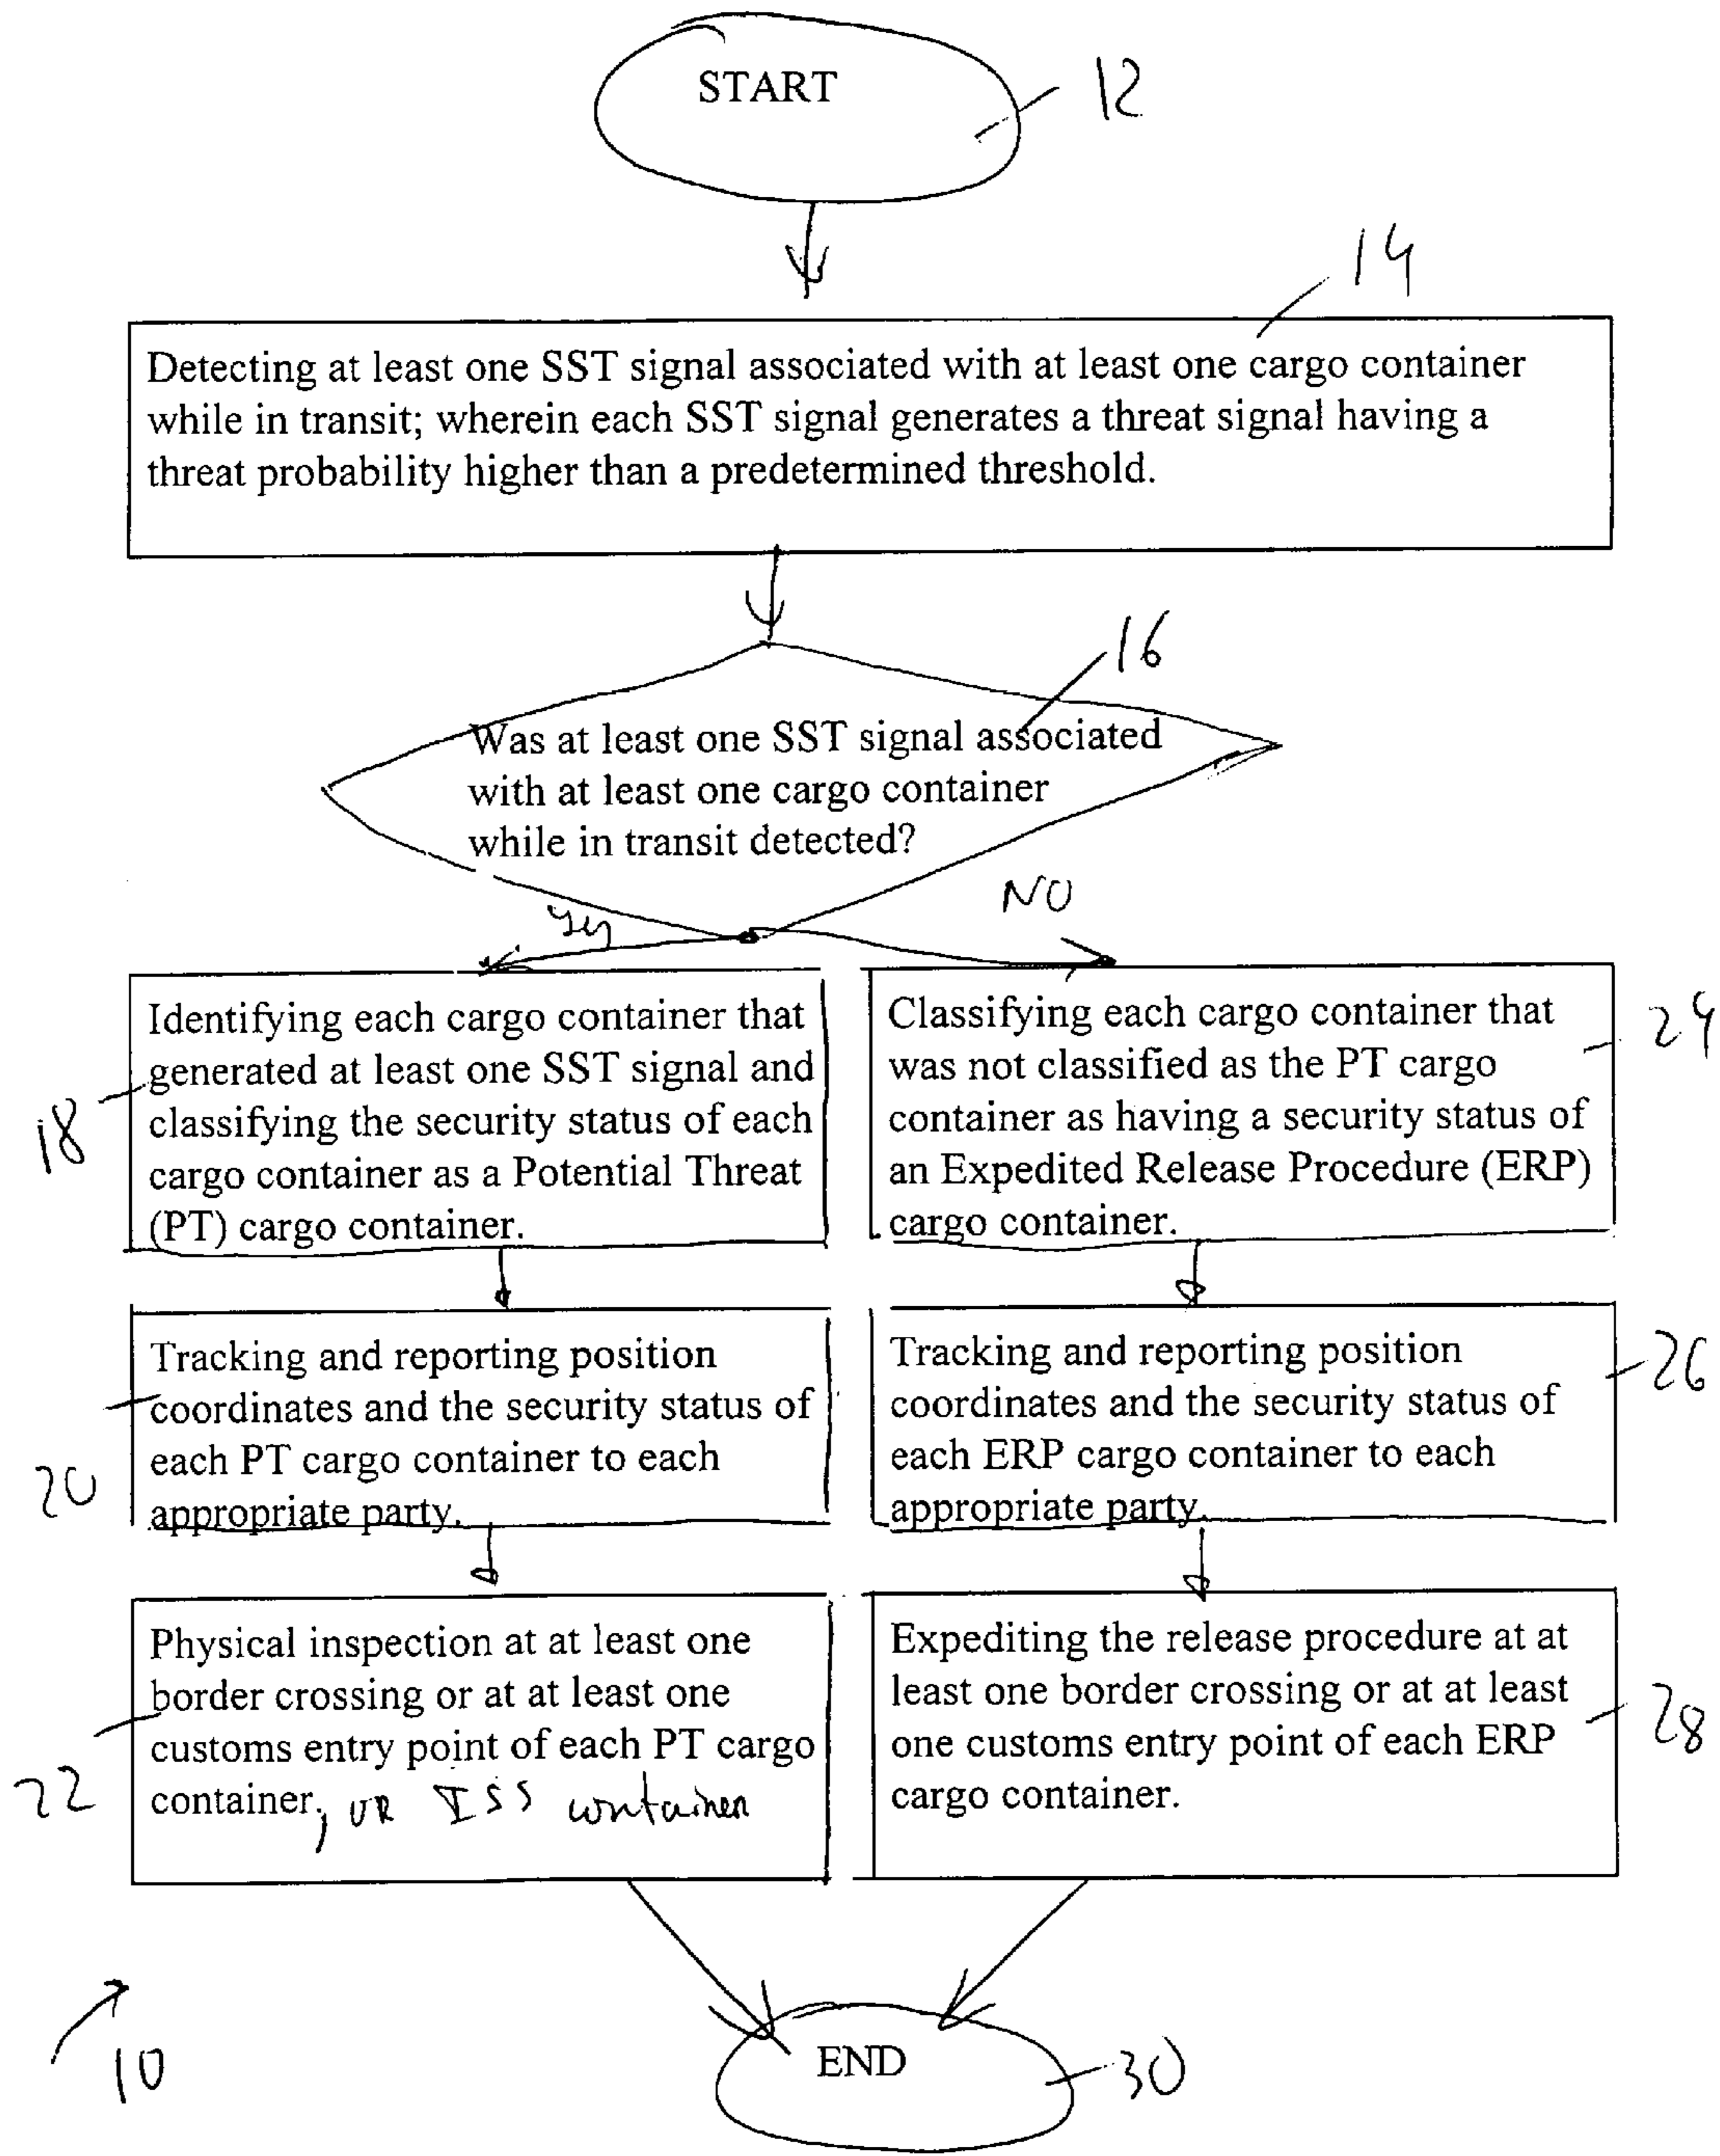 START
12
14
Detecting at least one SST signal associated with at least one cargo container
while in transit; wherein each SST signal generates a threat signal having a
threat probability higher than a predetermined threshold.
16
Was at least one SST signal associated
with at least one cargo container
while in transit detected?
Yes
NO
Identifying each cargo container that
generated at least one SST signal and
classifying the security status of each
cargo container as a Potential Threat
(PT) cargo container.
18
Classifying each cargo container that
was not classified as the PT cargo
container as having a security status of
an Expedited Release Procedure (ERP)
cargo container.
24
Tracking and reporting position
coordinates and the security status of
each PT cargo container to each
appropriate party.
20
Tracking and reporting position
coordinates and the security status of
each ERP cargo container to each
appropriate party.
26
Physical inspection at at least one
border crossing or at at least one
customs entry point of each PT cargo
container, OR ISS container
22
Expediting the release procedure at at
least one border crossing or at at least
one customs entry point of each ERP
cargo container.
28
10
END
30